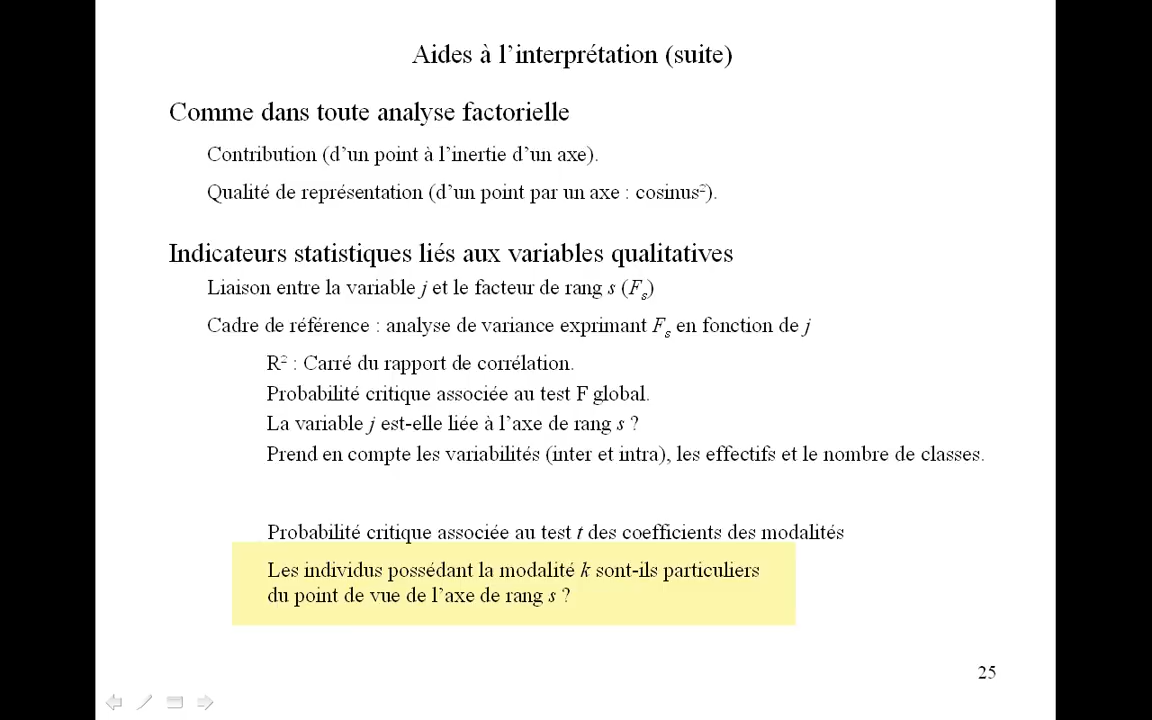 Aides à l’interprétation (suite)
Comme dans toute analyse factorielle
Contribution (d’un point à l’inertie d’un axe).
Qualité de représentation (d’un point par un axe : cosinus²).
Indicateurs statistiques liés aux variables qualitatives
Liaison entre la variable j et le facteur de rang s (Fs)
Cadre de référence : analyse de variance exprimant Fs en fonction de j
R² : Carré du rapport de corrélation.
Probabilité critique associée au test F global.
La variable j est-elle liée à l’axe de rang s ?
Prend en compte les variabilités (inter et intra), les effectifs et le nombre de classes.
Probabilité critique associée au test t des coefficients des modalités
Les individus possédant la modalité k sont-ils particuliers
du point de vue de l’axe de rang s ?
25